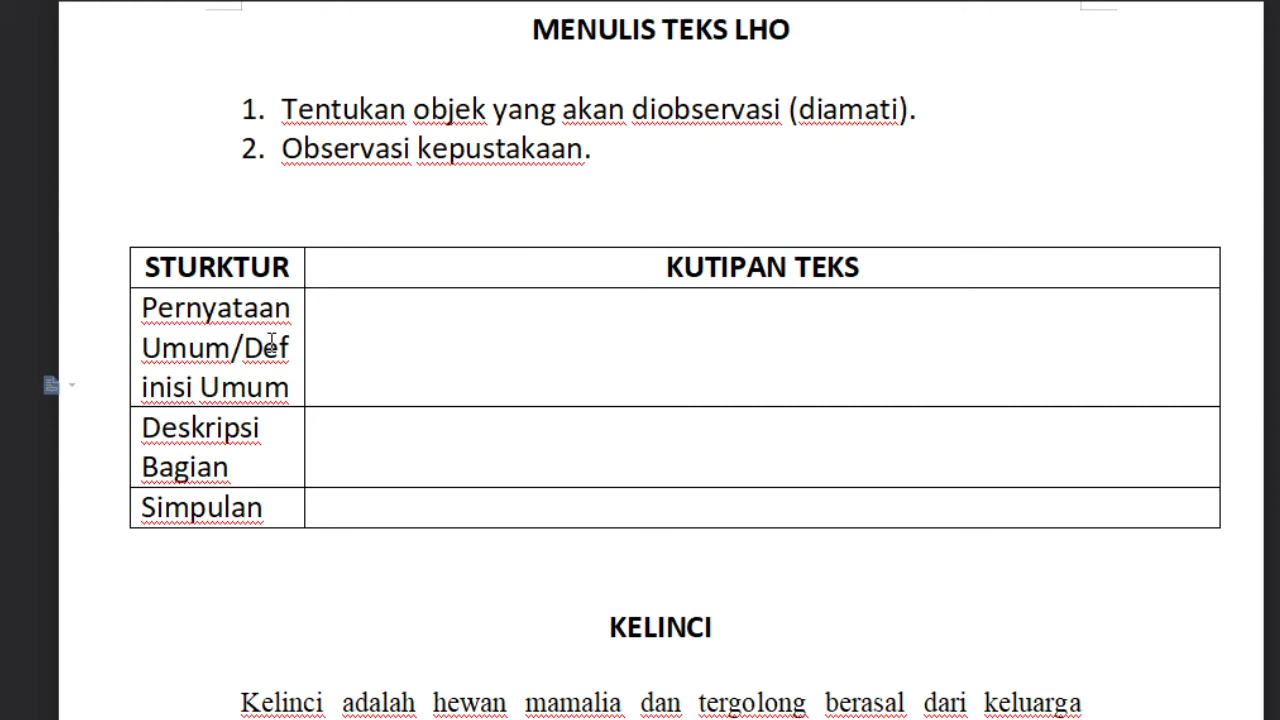 MENULIS TEKS LHO
1. Tentukan objek yang akan diobservasi (diamati).
2. Observasi kepustakaan.
STURKTUR KUTIPAN TEKS
Pernyataan
Umum/Def
inisi Umum
Deskripsi
Bagian
Simpulan
KELINCI
Kelinci adalah hewan mamalia dan tergolong berasal dari keluarga